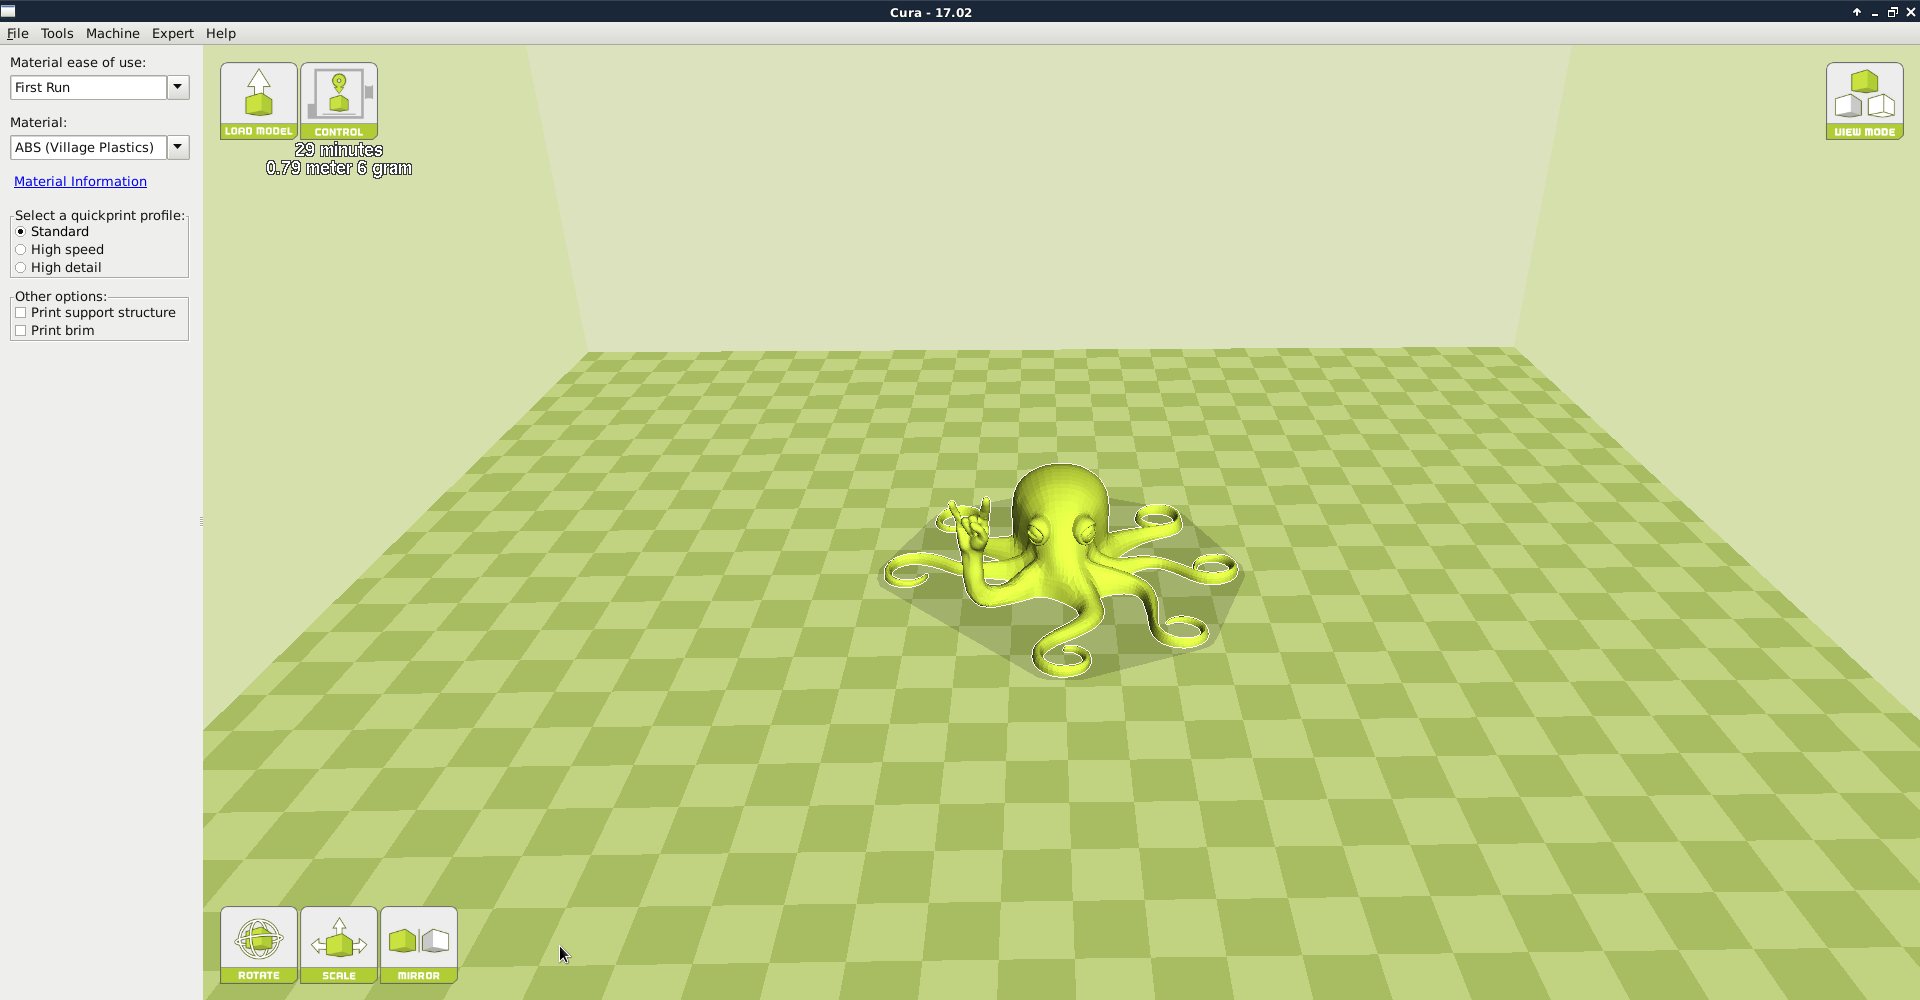 Cura - 17.02
File Tools Machine Expert Help
Material ease of use:
First Run
Material:
ABS (Village Plastics)
Material Information
Select a quickprint profile:
Standard
High speed
High detail
Other options:
Print support structure
Print brim
LOAD MODEL
CONTROL
29 minutes
0.79 meter 6 gram
VIEW MODE
ROTATE
SCALE
MIRROR